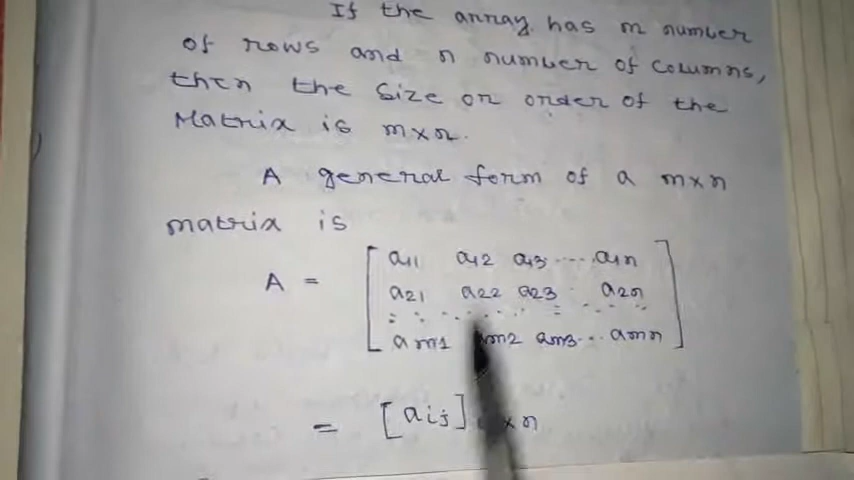 If the array has m number
of rows and n number of columns,
then the size or order of the
Matrix is m×n.
A general form of a m×n
matrix is
A = [ a11 a12 a13 .... a1n
a21 a22 a23 . a2n
: : . . . . . : . . :
am1 m2 am3... amn ]
= [aij] ×n